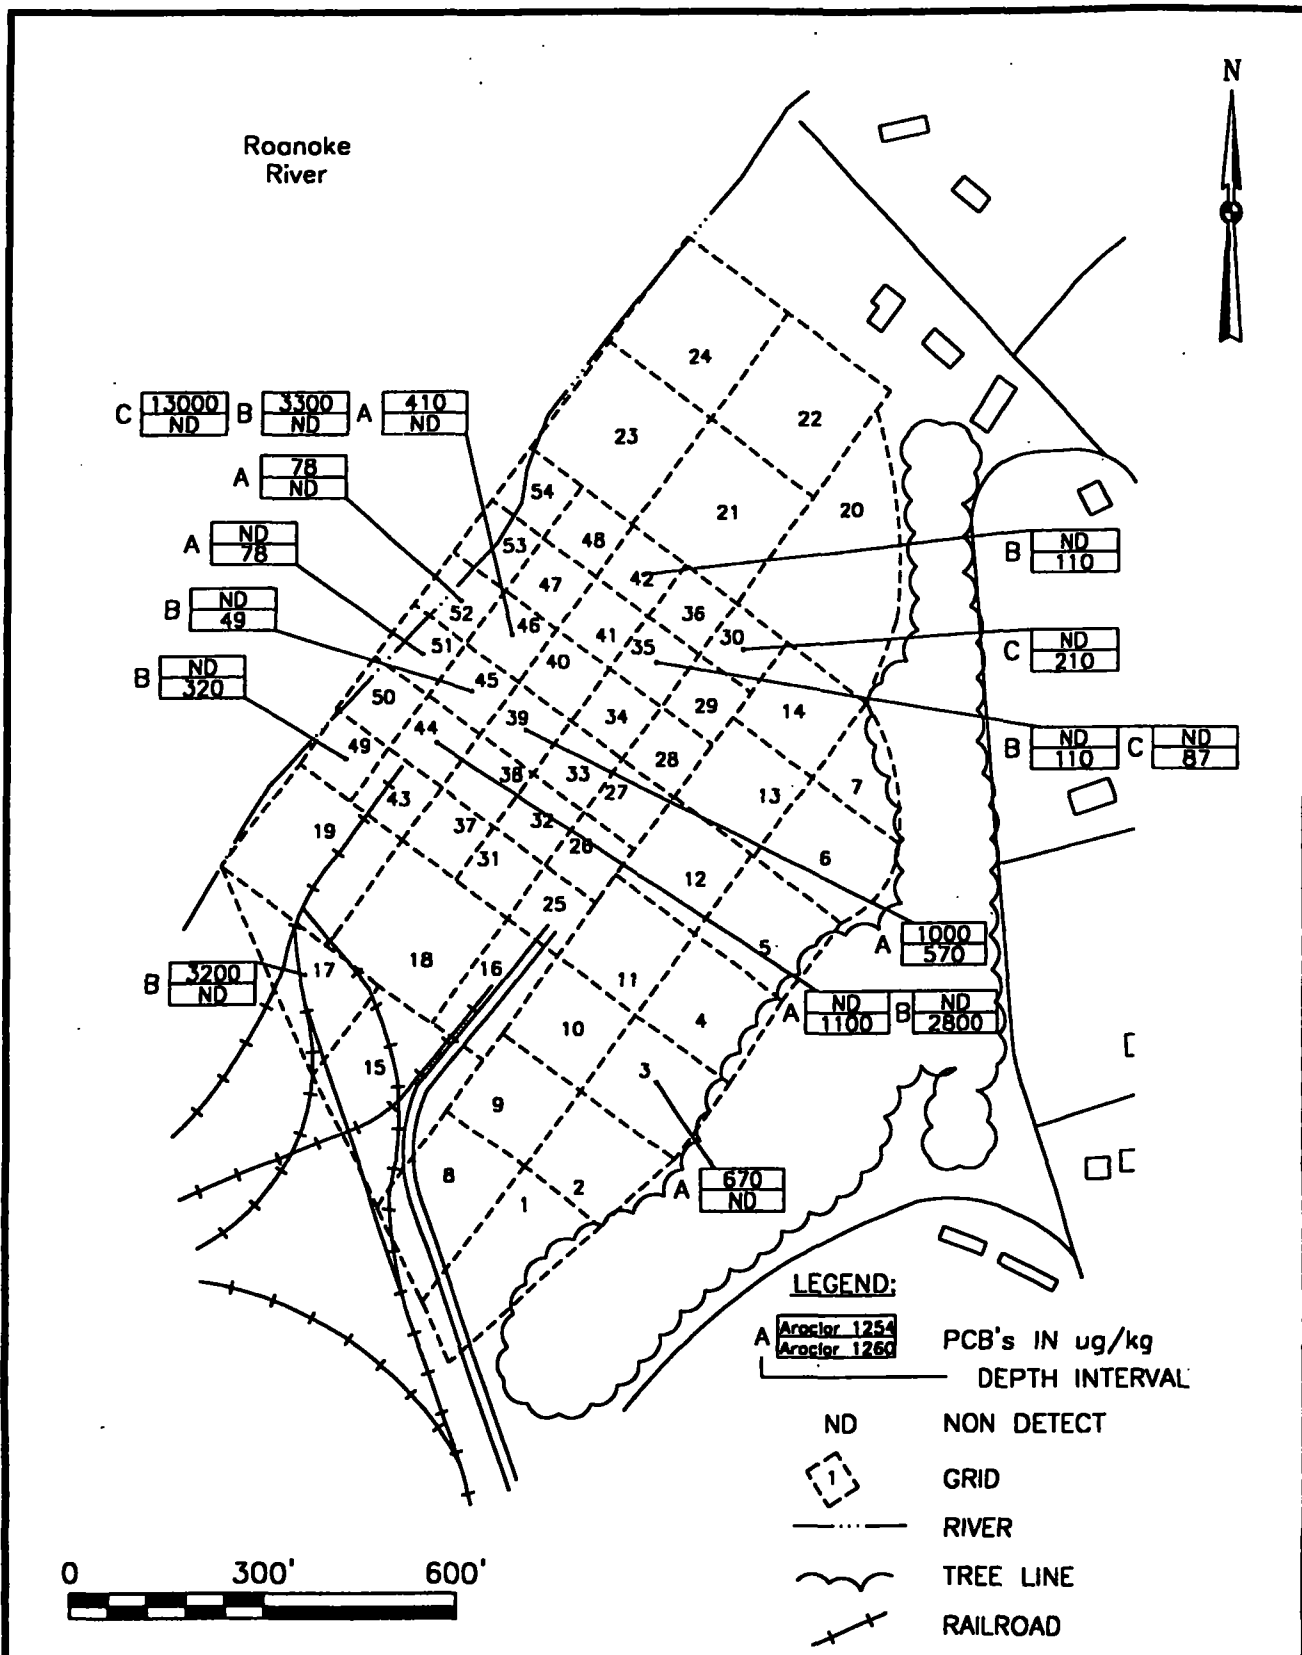 N
Roanoke
River
24
22
23
C 13000 B 3300 A 410
ND ND ND
A 78
ND
54
21
20
A ND
78
53
48
B ND
110
42
47
B ND
49
52
46
36
30
41
35
51
C ND
210
B ND
320
40
45
50
39
34
29
14
44
49
28
B ND C ND
110 87
38
33
27
13
7
43
19
37
32
26
31
6
12
25
A 1000
570
5
18
16
17
11
B 3200
ND
A ND B ND
1100 2800
10
4
15
3
9
8
2
1
A 670
ND
LEGEND:
A Aroclor 1254
Aroclor 1260
PCB's IN ug/kg
DEPTH INTERVAL
ND NON DETECT
1 GRID
RIVER
TREE LINE
RAILROAD
0 300' 600'